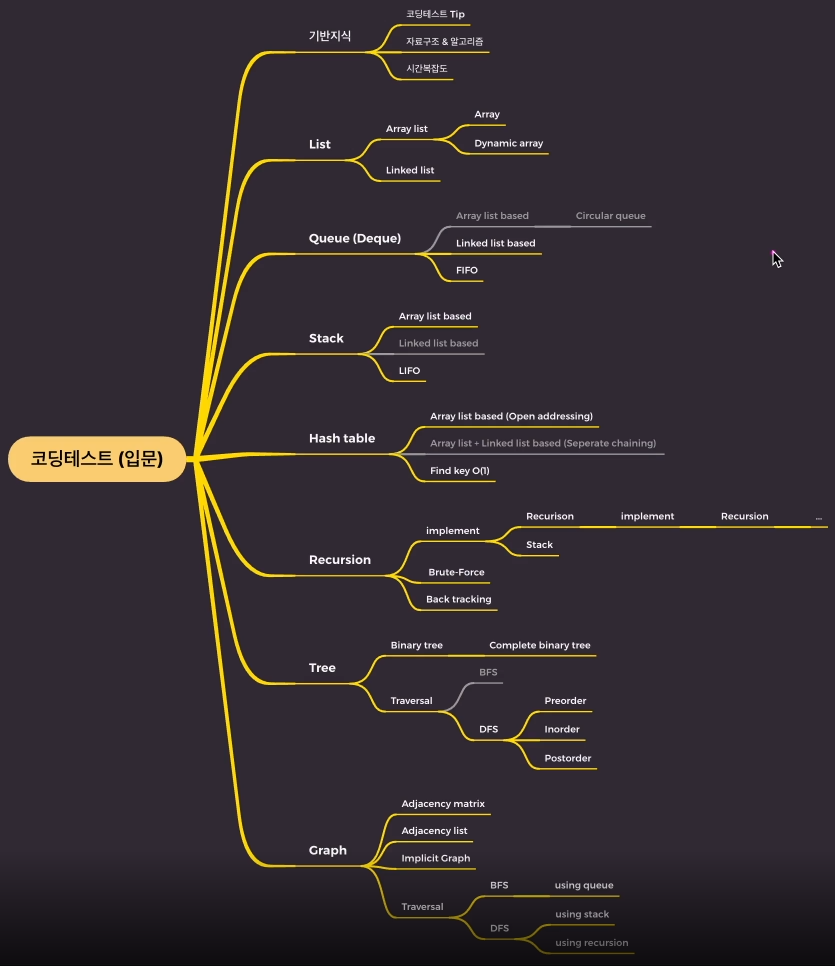 코딩테스트 (입문)
기반지식
코딩테스트 Tip
자료구조 & 알고리즘
시간복잡도
List
Array list
Array
Dynamic array
Linked list
Queue (Deque)
Array list based
Circular queue
Linked list based
FIFO
Stack
Array list based
Linked list based
LIFO
Hash table
Array list based (Open addressing)
Array list + Linked list based (Seperate chaining)
Find key O(1)
Recursion
implement
Recurison
implement
Recursion
...
Stack
Brute-Force
Back tracking
Tree
Binary tree
Complete binary tree
Traversal
BFS
DFS
Preorder
Inorder
Postorder
Graph
Adjacency matrix
Adjacency list
Implicit Graph
Traversal
BFS
using queue
DFS
using stack
using recursion